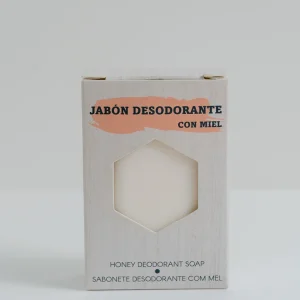 JABÓN DESODORANTE
CON MIEL
HONEY DEODORANT SOAP
SABONETE DESODORANTE COM MEL